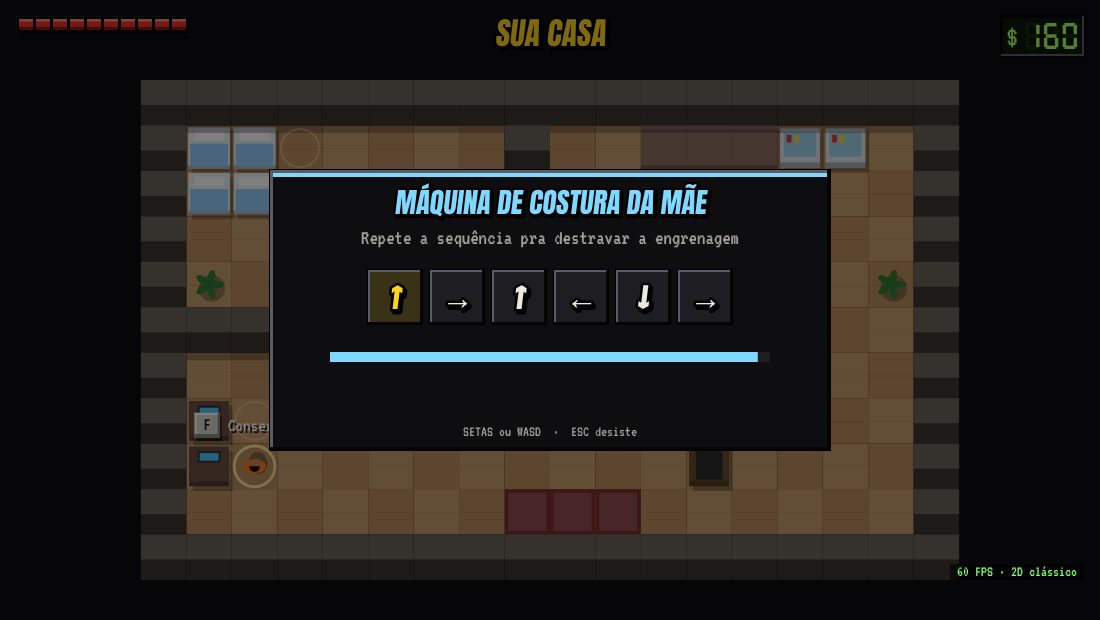 SUA CASA
$ 160
MÁQUINA DE COSTURA DA MÃE
Repete a sequência pra destravar a engrenagem
↑ → ↑ ← ↓ →
F
SETAS ou WASD · ESC desiste
60 FPS · 2D clássico